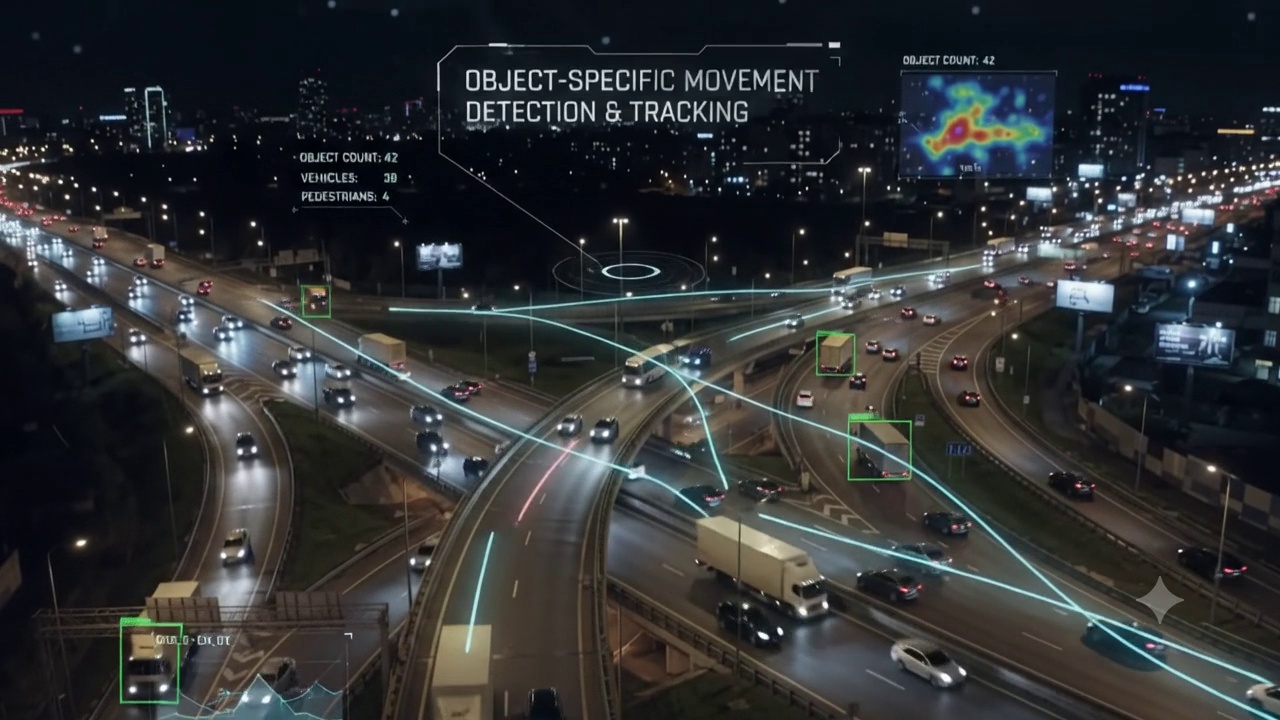 OBJECT-SPECIFIC MOVEMENT
DETECTION & TRACKING
OBJECT COUNT: 42
OBJECT COUNT: 42
VEHICLES: 38
PEDESTRIANS: 4